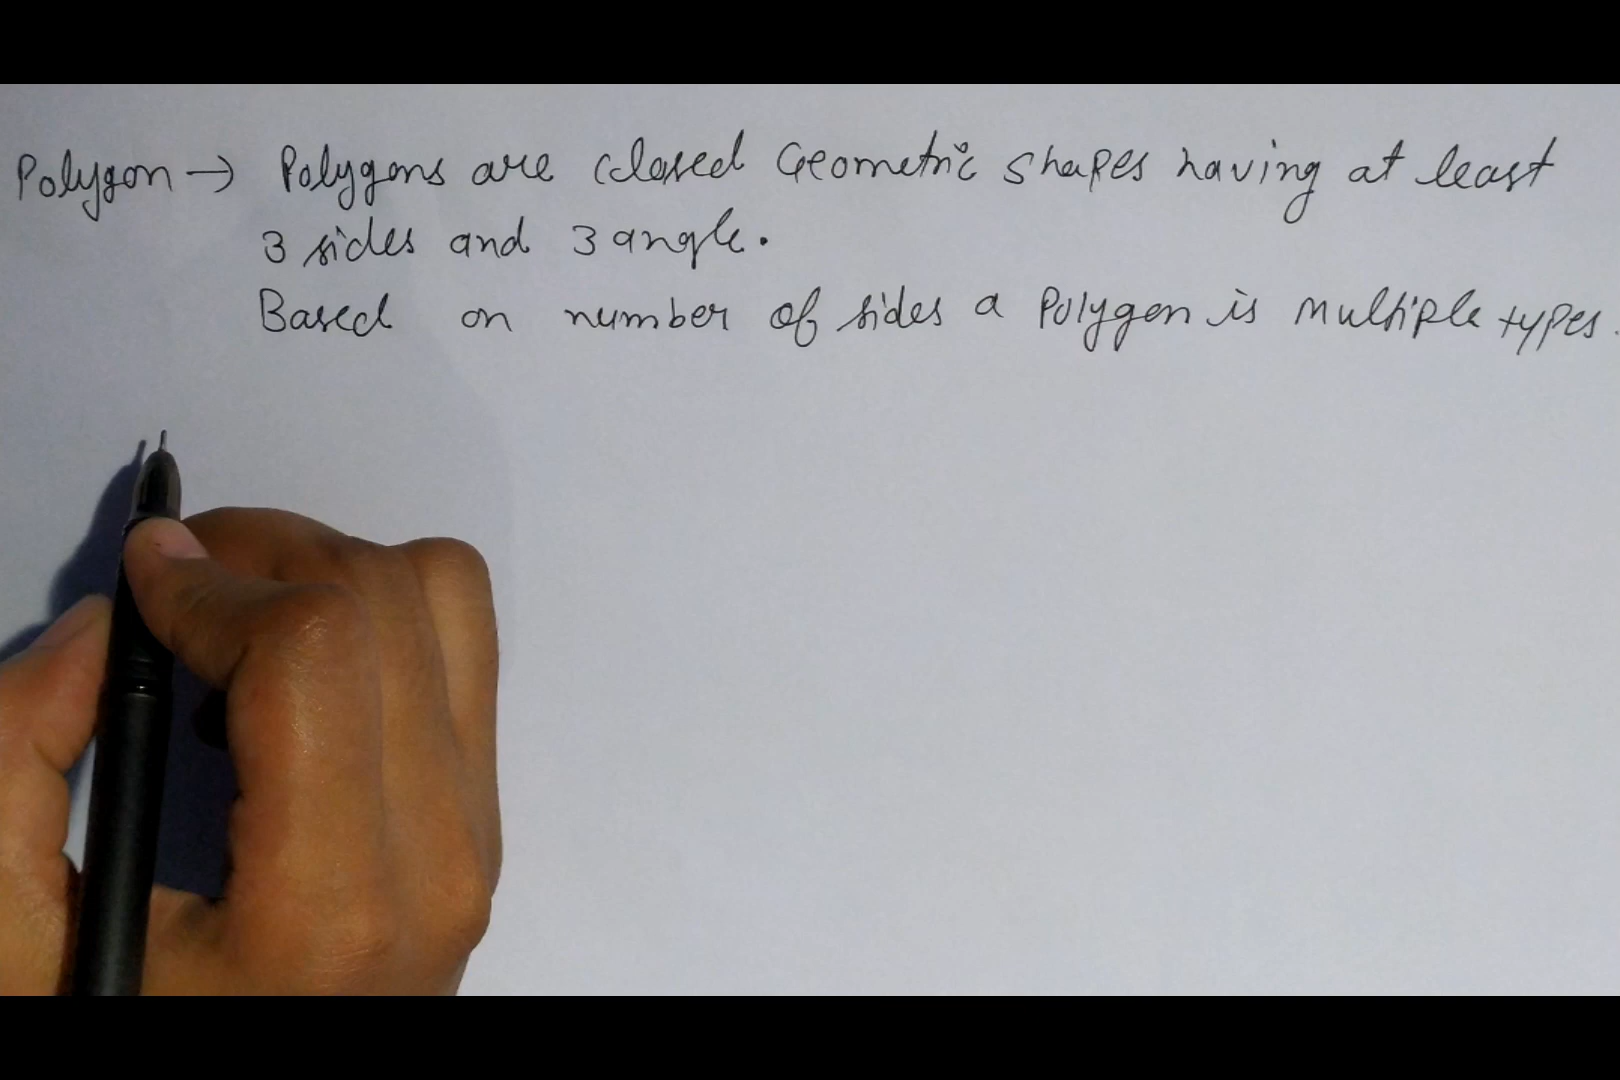 Polygon → Polygons are closed Geometric shapes having at least
3 sides and 3 angle.
Based on number of sides a Polygon is multiple types.